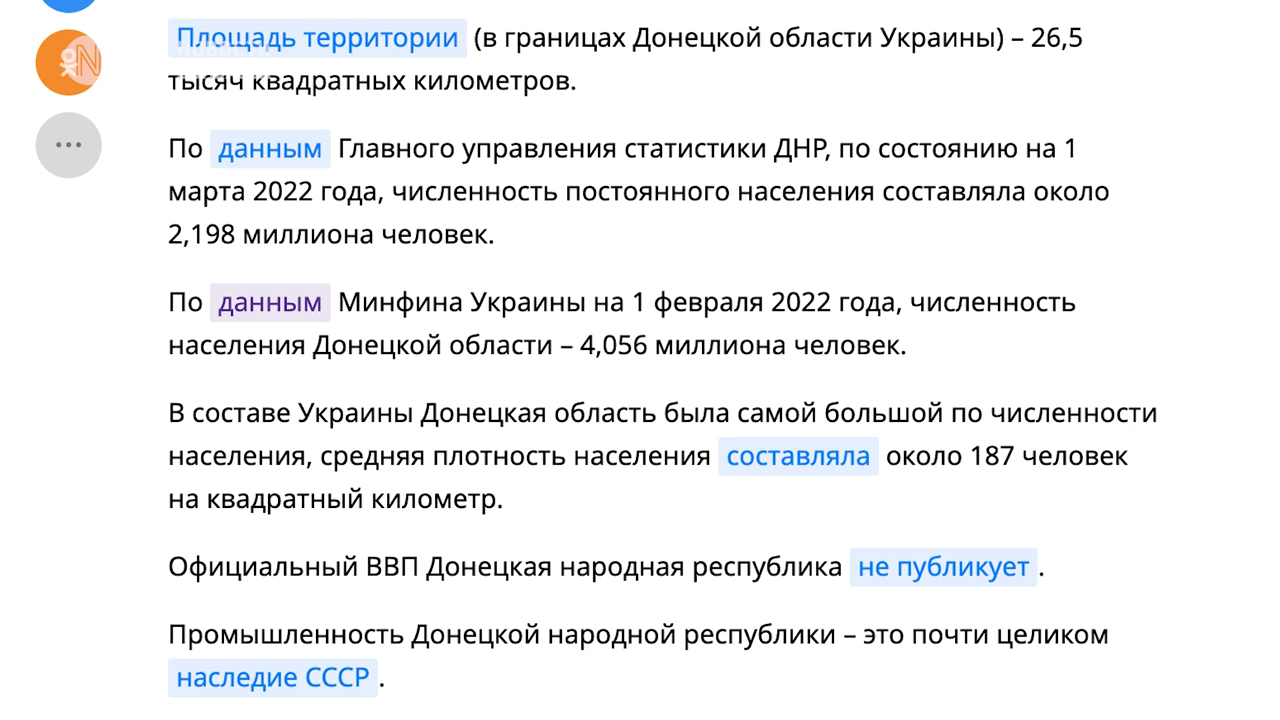 Площадь территории (в границах Донецкой области Украины) – 26,5
тысяч квадратных километров.
По данным Главного управления статистики ДНР, по состоянию на 1
марта 2022 года, численность постоянного населения составляла около
2,198 миллиона человек.
По данным Минфина Украины на 1 февраля 2022 года, численность
населения Донецкой области – 4,056 миллиона человек.
В составе Украины Донецкая область была самой большой по численности
населения, средняя плотность населения составляла около 187 человек
на квадратный километр.
Официальный ВВП Донецкая народная республика не публикует.
Промышленность Донецкой народной республики – это почти целиком
наследие СССР.